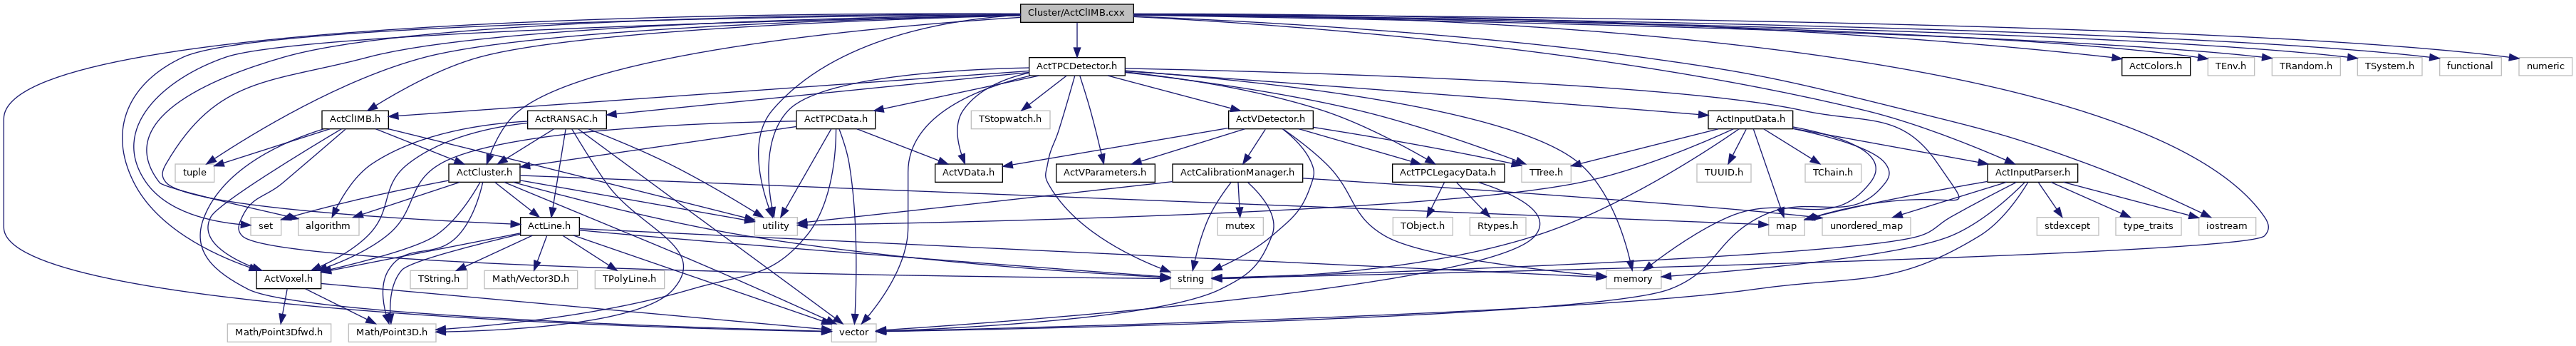 Cluster/ActClIMB.cxx
ActTPCDetector.h
ActColors.h
TEnv.h
TRandom.h
TSystem.h
functional
numeric
ActClIMB.h
ActRANSAC.h
ActTPCData.h
TStopwatch.h
ActVDetector.h
ActInputData.h
tuple
ActCluster.h
ActVData.h
ActVParameters.h
ActCalibrationManager.h
ActTPCLegacyData.h
TTree.h
TUUID.h
TChain.h
ActInputParser.h
set
algorithm
ActLine.h
utility
mutex
TObject.h
Rtypes.h
map
unordered_map
stdexcept
type_traits
iostream
ActVoxel.h
TString.h
Math/Vector3D.h
TPolyLine.h
string
memory
Math/Point3Dfwd.h
Math/Point3D.h
vector